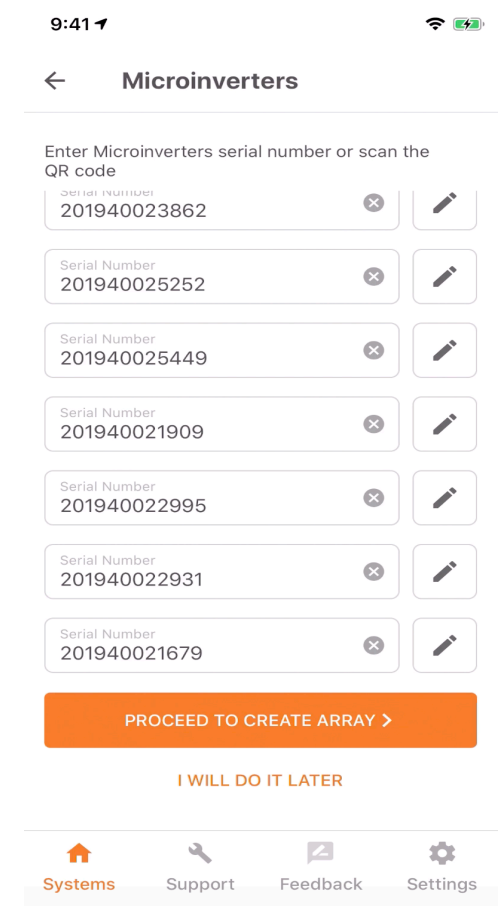 9:41
Microinverters
Enter Microinverters serial number or scan the
QR code
Serial Number
201940023862
Serial Number
201940025252
Serial Number
201940025449
Serial Number
201940021909
Serial Number
201940022995
Serial Number
201940022931
Serial Number
201940021679
PROCEED TO CREATE ARRAY
I WILL DO IT LATER
Systems Support Feedback Settings